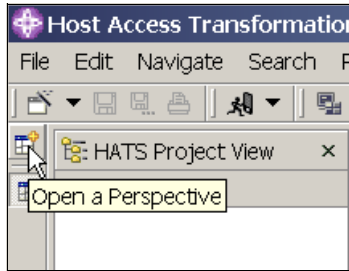 Host Access Transformatio
File Edit Navigate Search
HATS Project View
Open a Perspective